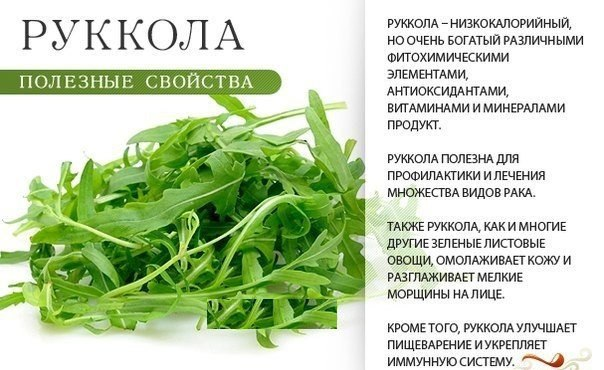 РУККОЛА
ПОЛЕЗНЫЕ СВОЙСТВА
РУККОЛА – НИЗКОКАЛОРИЙНЫЙ,
НО ОЧЕНЬ БОГАТЫЙ РАЗЛИЧНЫМИ
ФИТОХИМИЧЕСКИМИ
ЭЛЕМЕНТАМИ,
АНТИОКСИДАНТАМИ,
ВИТАМИНАМИ И МИНЕРАЛАМИ
ПРОДУКТ.
РУККОЛА ПОЛЕЗНА ДЛЯ
ПРОФИЛАКТИКИ И ЛЕЧЕНИЯ
МНОЖЕСТВА ВИДОВ РАКА.
ТАКЖЕ РУККОЛА, КАК И МНОГИЕ
ДРУГИЕ ЗЕЛЕНЫЕ ЛИСТОВЫЕ
ОВОЩИ, ОМОЛАЖИВАЕТ КОЖУ И
РАЗГЛАЖИВАЕТ МЕЛКИЕ
МОРЩИНЫ НА ЛИЦЕ.
КРОМЕ ТОГО, РУККОЛА УЛУЧШАЕТ
ПИЩЕВАРЕНИЕ И УКРЕПЛЯЕТ
ИММУННУЮ СИСТЕМУ.